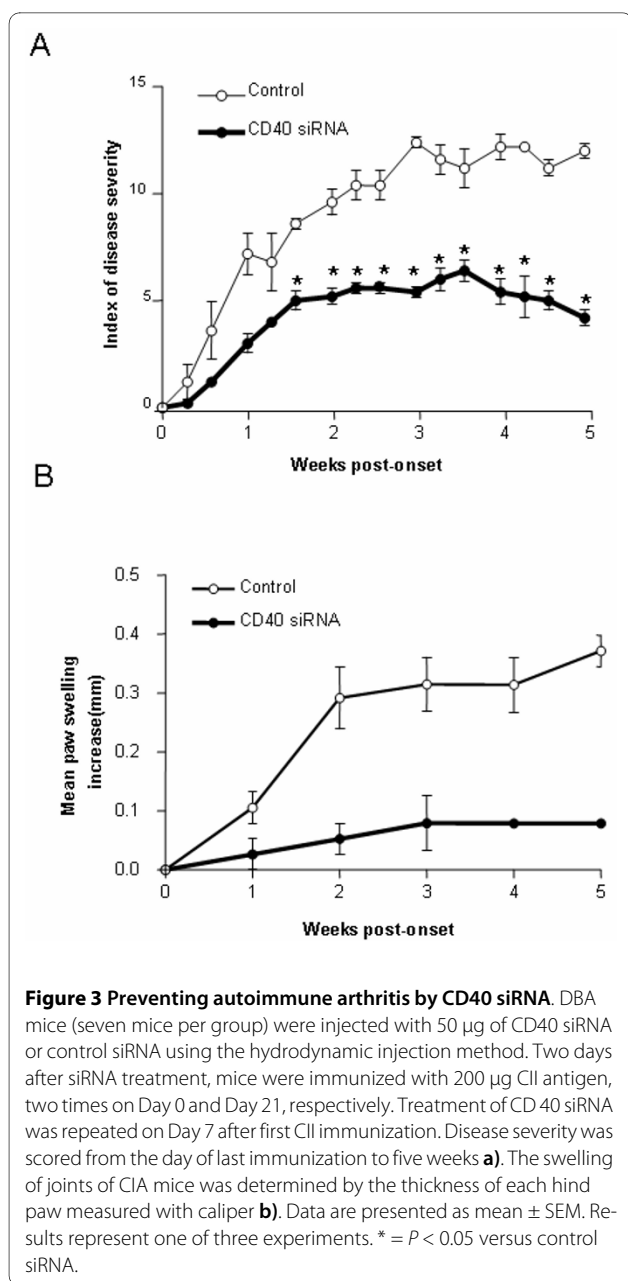 A
15
Control
CD40 siRNA
10
Index of disease severity
* * * * * * * * * * *
5
0
0 1 2 3 4 5
Weeks post-onset
B
0.5
Control
CD40 siRNA
0.4
0.3
Mean paw swelling
increase(mm)
0.2
0.1
0.0
0 1 2 3 4 5
Weeks post-onset
Figure 3 Preventing autoimmune arthritis by CD40 siRNA. DBA
mice (seven mice per group) were injected with 50 μg of CD40 siRNA
or control siRNA using the hydrodynamic injection method. Two days
after siRNA treatment, mice were immunized with 200 μg CII antigen,
two times on Day 0 and Day 21, respectively. Treatment of CD 40 siRNA
was repeated on Day 7 after first CII immunization. Disease severity was
scored from the day of last immunization to five weeks a). The swelling
of joints of CIA mice was determined by the thickness of each hind
paw measured with caliper b). Data are presented as mean ± SEM. Re-
sults represent one of three experiments. * = P < 0.05 versus control
siRNA.